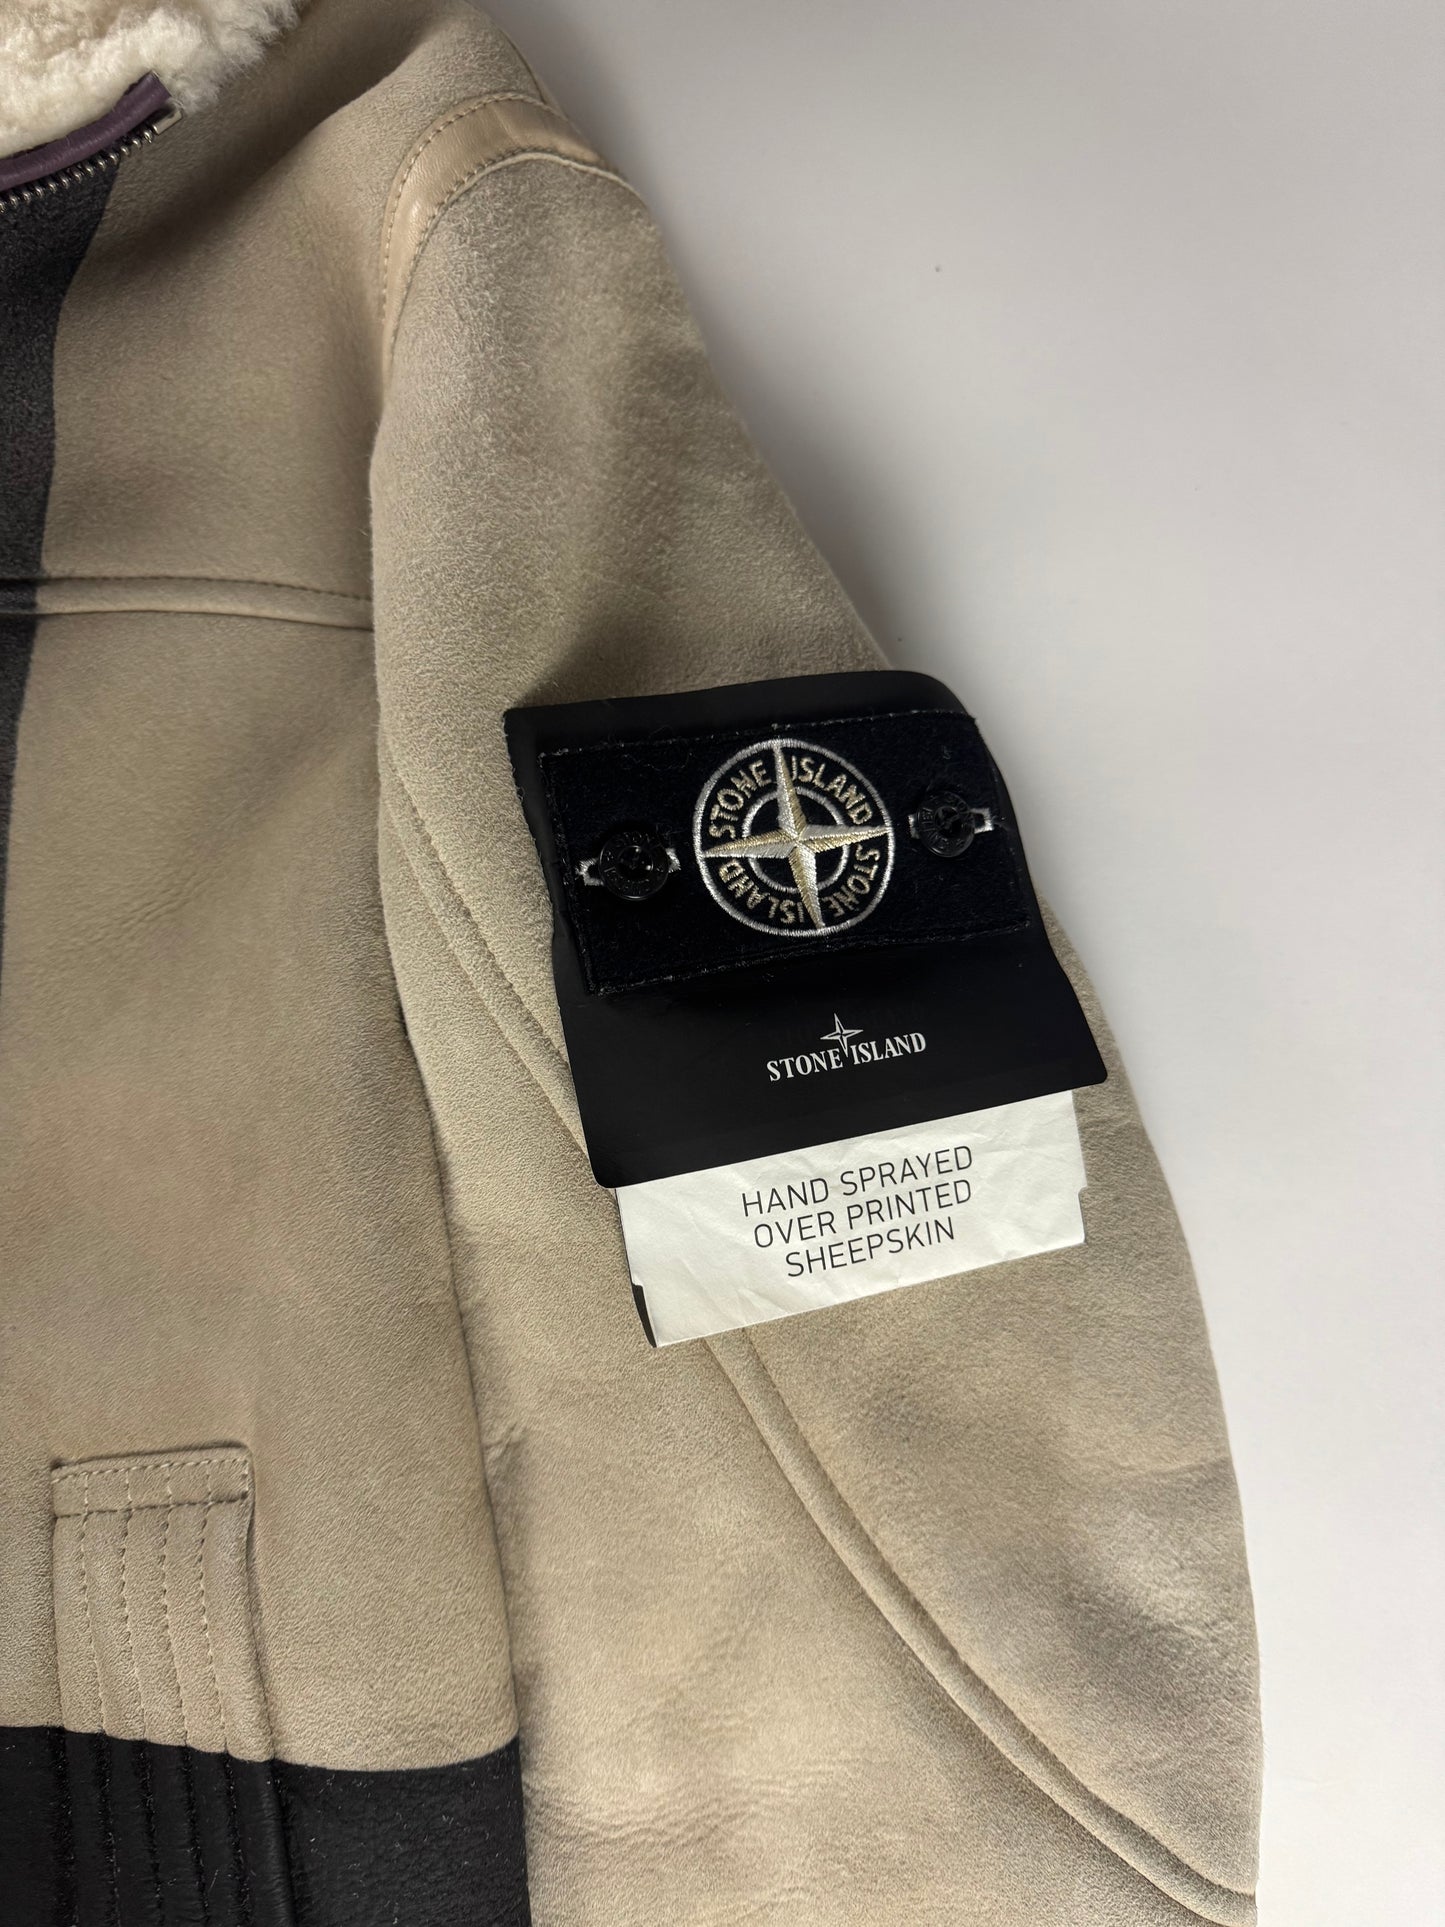 STONE ISLAND
STONE ISLAND
STONE ISLAND
HAND SPRAYED
OVER PRINTED
SHEEPSKIN